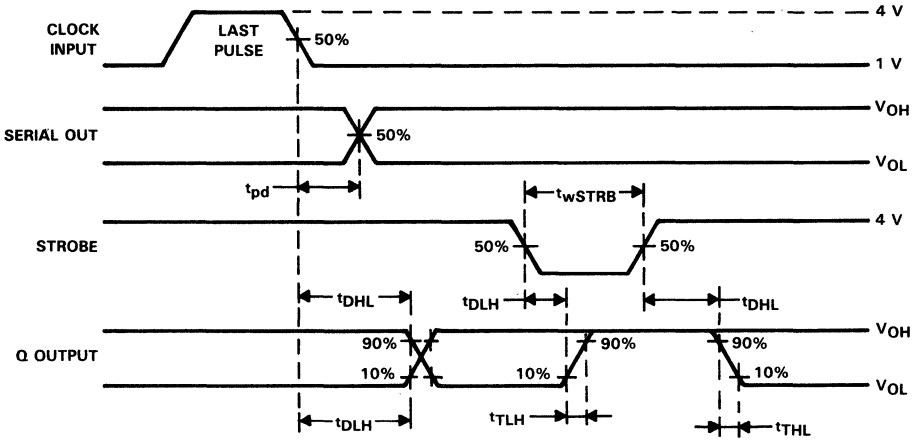 4 V
CLOCK INPUT
LAST PULSE
50%
1 V
VOH
SERIAL OUT
50%
VOL
tpd
twSTRB
4 V
STROBE
50%
50%
tDHL
tDLH
tDHL
VOH
Q OUTPUT
90%
90%
90%
10%
10%
10%
VOL
tDLH
tTLH
tTHL